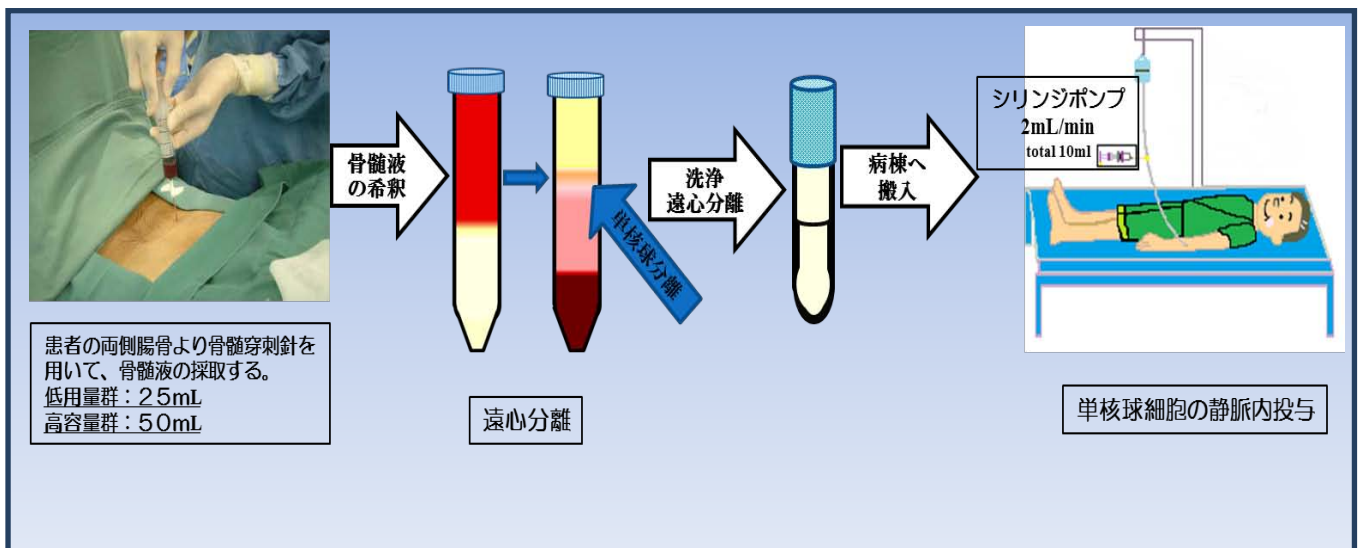 患者の両側腸骨より骨髄穿刺針を
用いて、骨髄液の採取する。
低用量群：２５mL
高容量群：５０mL
骨髄液
の希釈
単核球分離
遠心分離
洗浄
遠心分離
病棟へ
搬入
シリンジポンプ
2mL/min
total 10ml
単核球細胞の静脈内投与